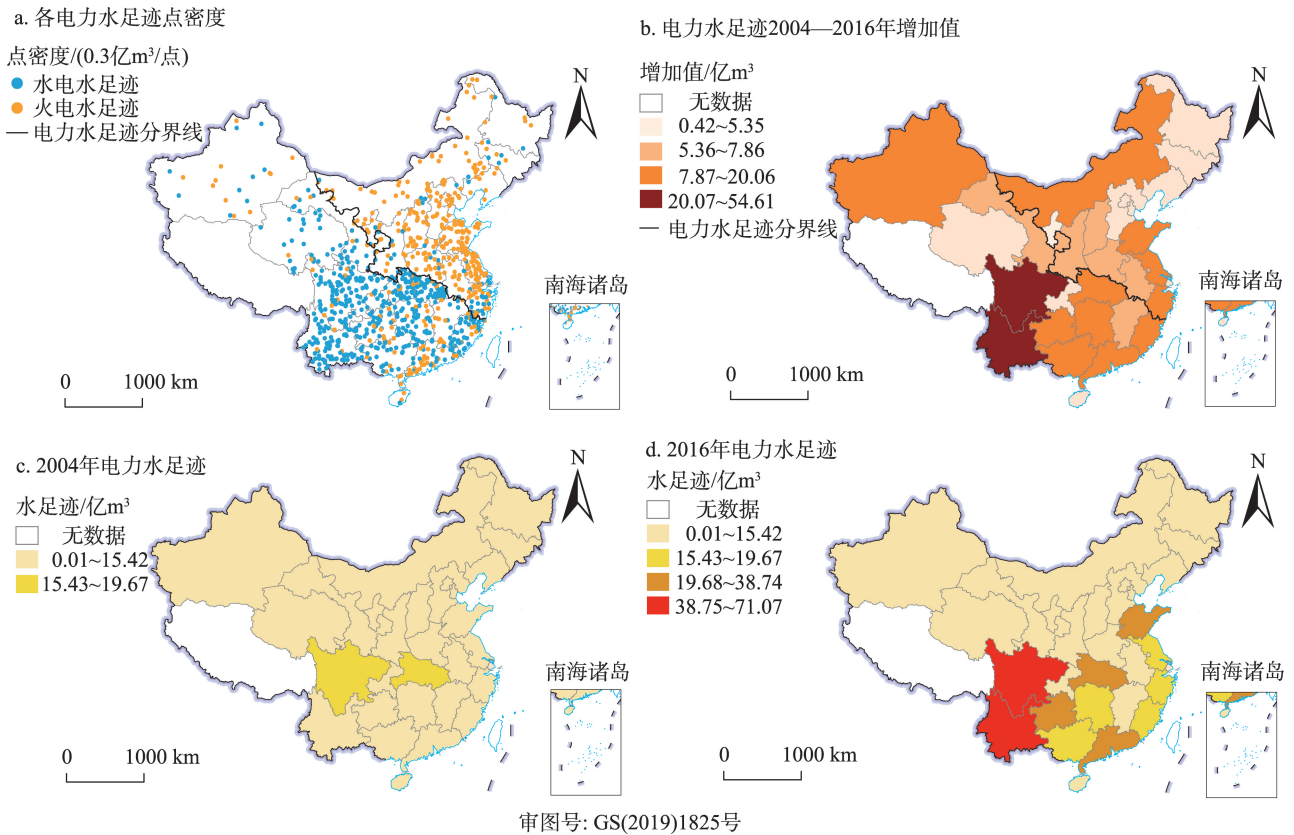 a. 各电力水足迹点密度
点密度/(0.3亿m³/点)
水电水足迹
火电水足迹
电力水足迹分界线
N
南海诸岛
0 1000 km
b. 电力水足迹2004—2016年增加值
增加值/亿m³
无数据
0.42~5.35
5.36~7.86
7.87~20.06
20.07~54.61
电力水足迹分界线
N
南海诸岛
0 1000 km
c. 2004年电力水足迹
水足迹/亿m³
无数据
0.01~15.42
15.43~19.67
N
南海诸岛
0 1000 km
d. 2016年电力水足迹
水足迹/亿m³
无数据
0.01~15.42
15.43~19.67
19.68~38.74
38.75~71.07
N
南海诸岛
0 1000 km
审图号: GS(2019)1825号